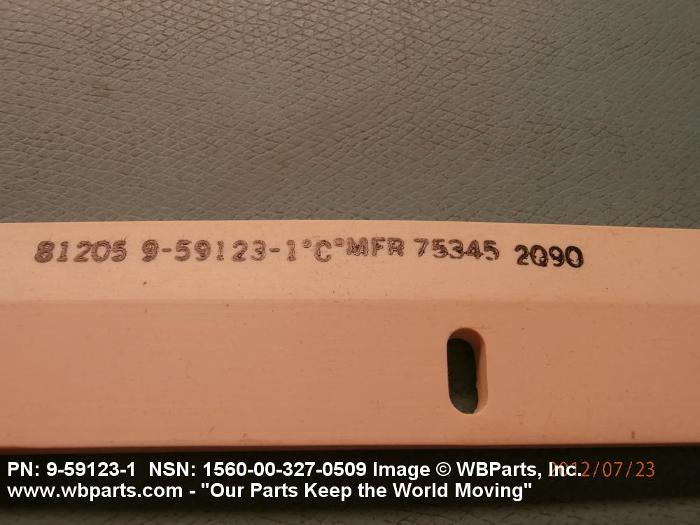 81205 9-59123-1"C"MFR 75345 2Q90
PN: 9-59123-1 NSN: 1560-00-327-0509 Image © WBParts, Inc. 2012/07/23
www.wbparts.com - "Our Parts Keep the World Moving"